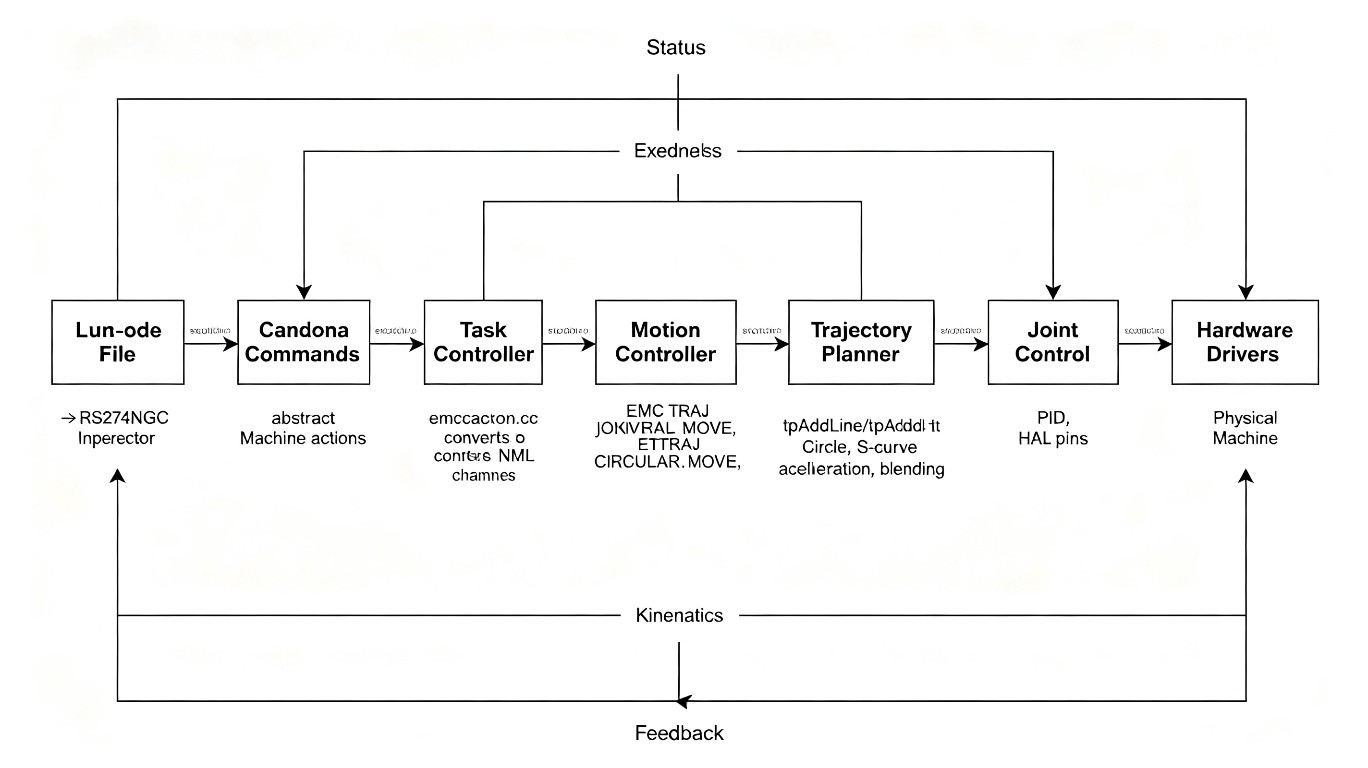 Status
Exedneless
Lun-ode
File
Candona
Commands
Task
Controller
Motion
Controller
Trajectory
Planner
Joint
Control
Hardware
Drivers
→ RS274NGC
Inperector
abstract
Machine actions
emccacton.cc
converts o
NML
chamnes
EMC TRAJ
MOVE,
ETTRAJ
CIRCULAR.MOVE,
Circle, S-curve
acelleration, blending
PID,
HAL pins
Physical
Machine
Kinenatics
Feedback